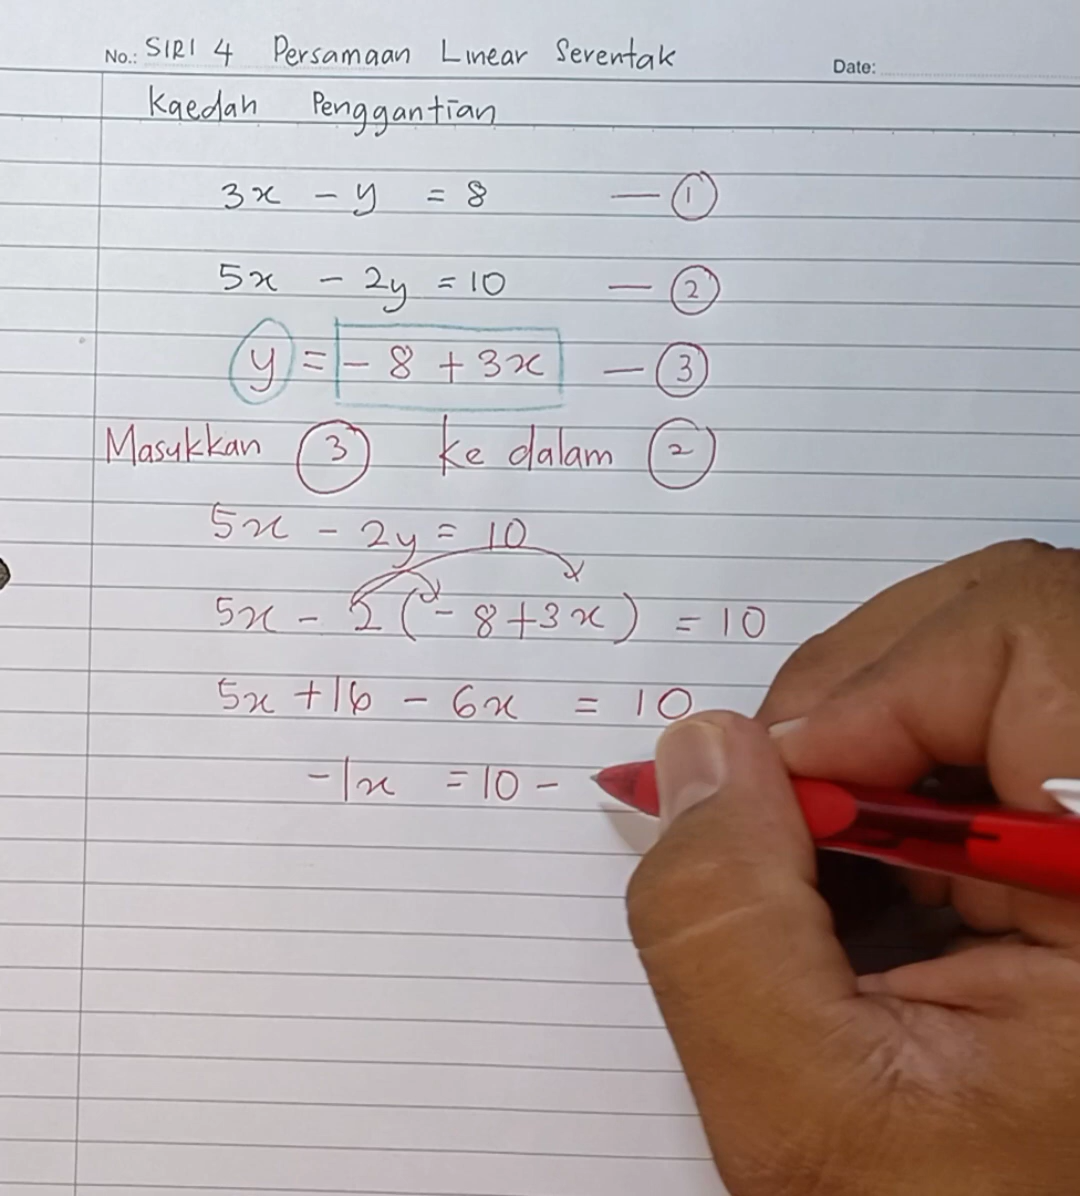 No.: SIRI 4 Persamaan Linear Serentak Date:
Kaedah Penggantian
3x - y = 8 — ①
5x - 2y = 10 — ②
y = - 8 + 3x — ③
Masukkan ③ ke dalam ②
5x - 2y = 10
5x - 2 (- 8 + 3x) = 10
5x + 16 - 6x = 10
-1x = 10 -